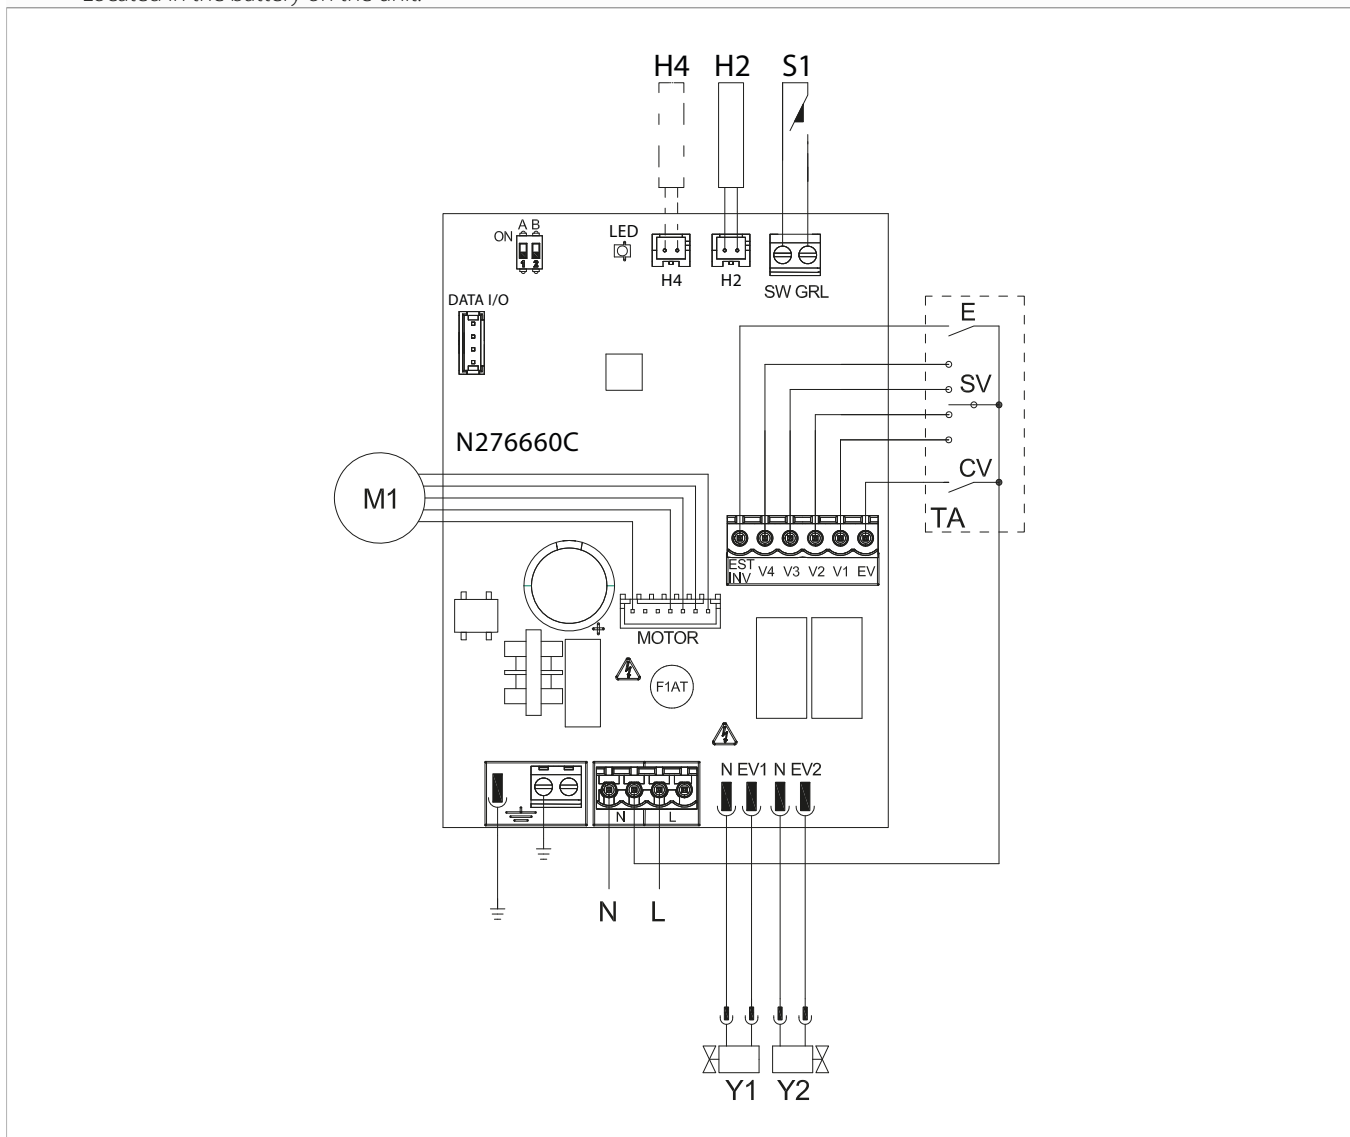 Located in the battery on the unit.
H4 H2 S1
A B
ON
1 2
LED
H4
H2
SW GRL
DATA I/O
E
SV
N276660C
CV
M1
TA
EST INV V4 V3 V2 V1 EV
MOTOR
F1AT
N EV1 N EV2
N L
N L
Y1 Y2